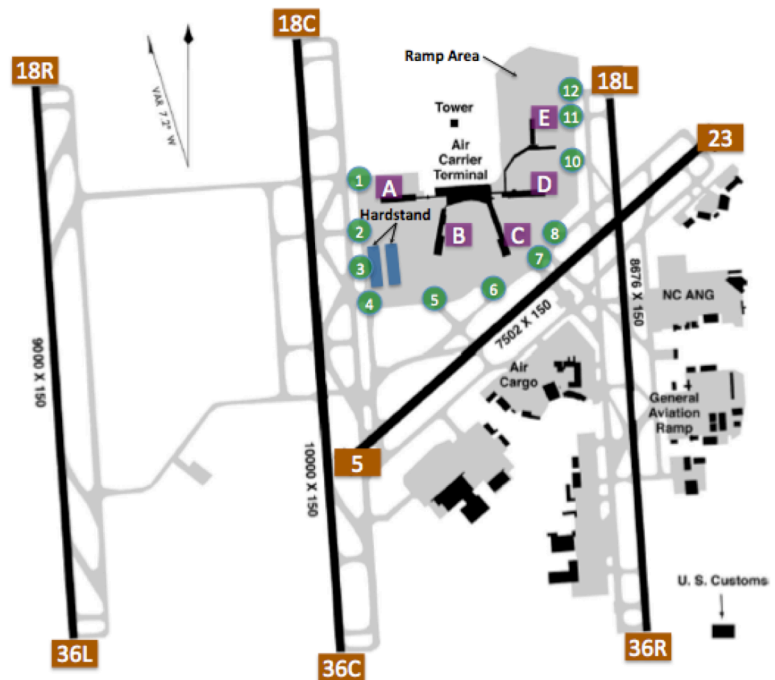 18C
18R
VAR 7.2° W
Ramp Area
18L
12
11
E
Tower
Air
Carrier
Terminal
10
23
1
A
D
Hardstand
2
B
C
8
3
7
4
5
6
9000 X 150
7502 X 150
8676 X 150
NC ANG
Air
Cargo
General
Aviation
Ramp
10000 X 150
5
U. S. Customs
36L
36C
36R